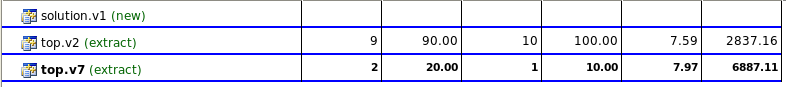 solution.v1 (new)
top.v2 (extract) 9 90.00 10 100.00 7.59 2837.16
top.v7 (extract) 2 20.00 1 10.00 7.97 6887.11